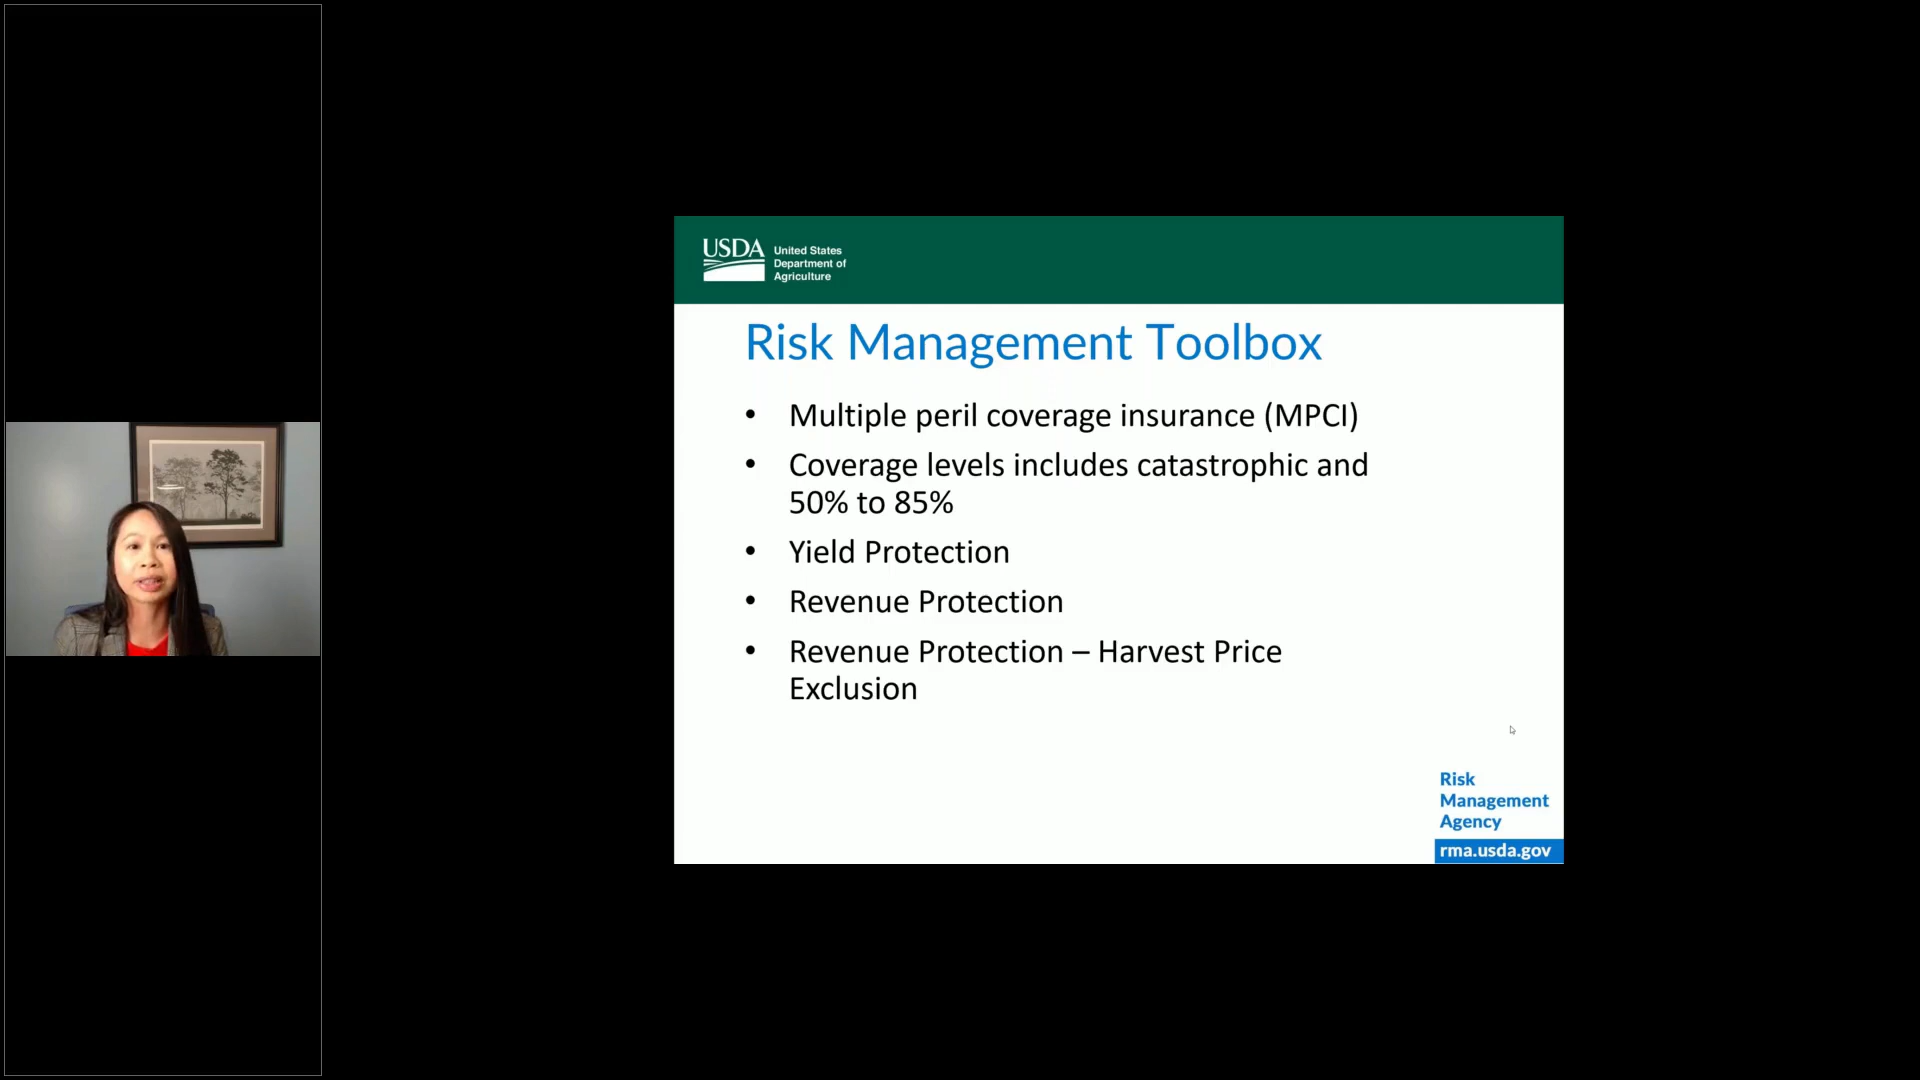 USDA
United States
Department of
Agriculture
Risk Management Toolbox
• Multiple peril coverage insurance (MPCI)
• Coverage levels includes catastrophic and
50% to 85%
• Yield Protection
• Revenue Protection
• Revenue Protection – Harvest Price
Exclusion
Risk
Management
Agency
rma.usda.gov